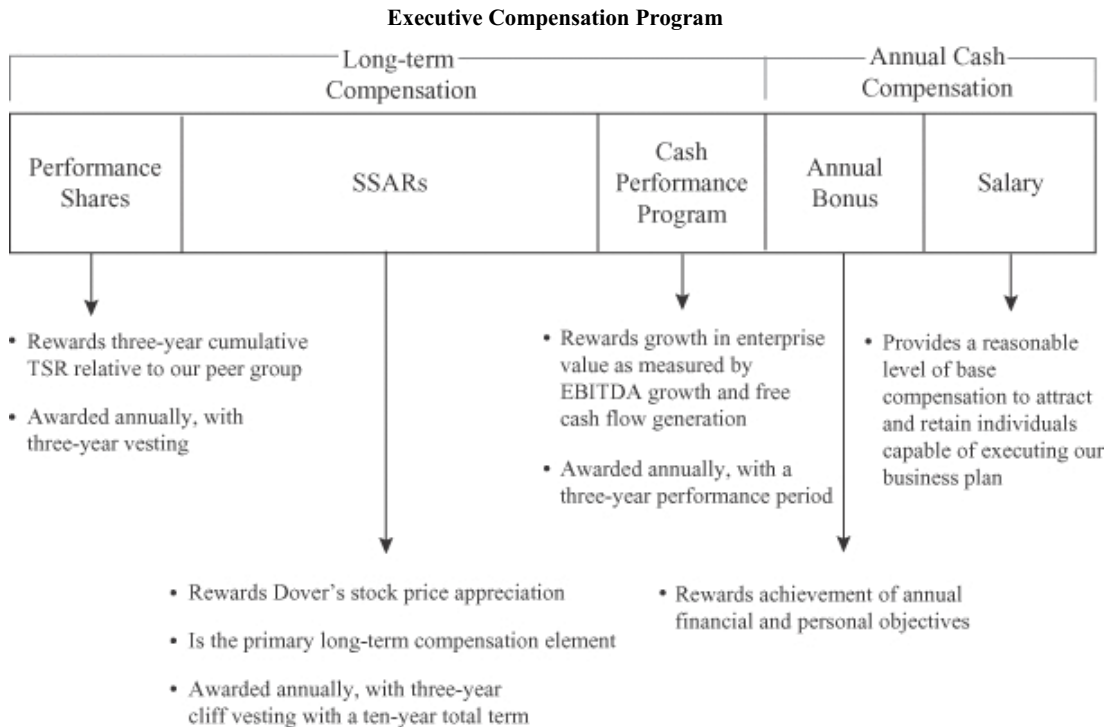 Executive Compensation Program
Long-term
Compensation
Annual Cash
Compensation
Performance
Shares
SSARs
Cash
Performance
Program
Annual
Bonus
Salary
• Rewards three-year cumulative
TSR relative to our peer group
• Awarded annually, with
three-year vesting
• Rewards growth in enterprise
value as measured by
EBITDA growth and free
cash flow generation
• Awarded annually, with a
three-year performance period
• Provides a reasonable
level of base
compensation to attract
and retain individuals
capable of executing our
business plan
• Rewards Dover's stock price appreciation
• Is the primary long-term compensation element
• Awarded annually, with three-year
cliff vesting with a ten-year total term
• Rewards achievement of annual
financial and personal objectives